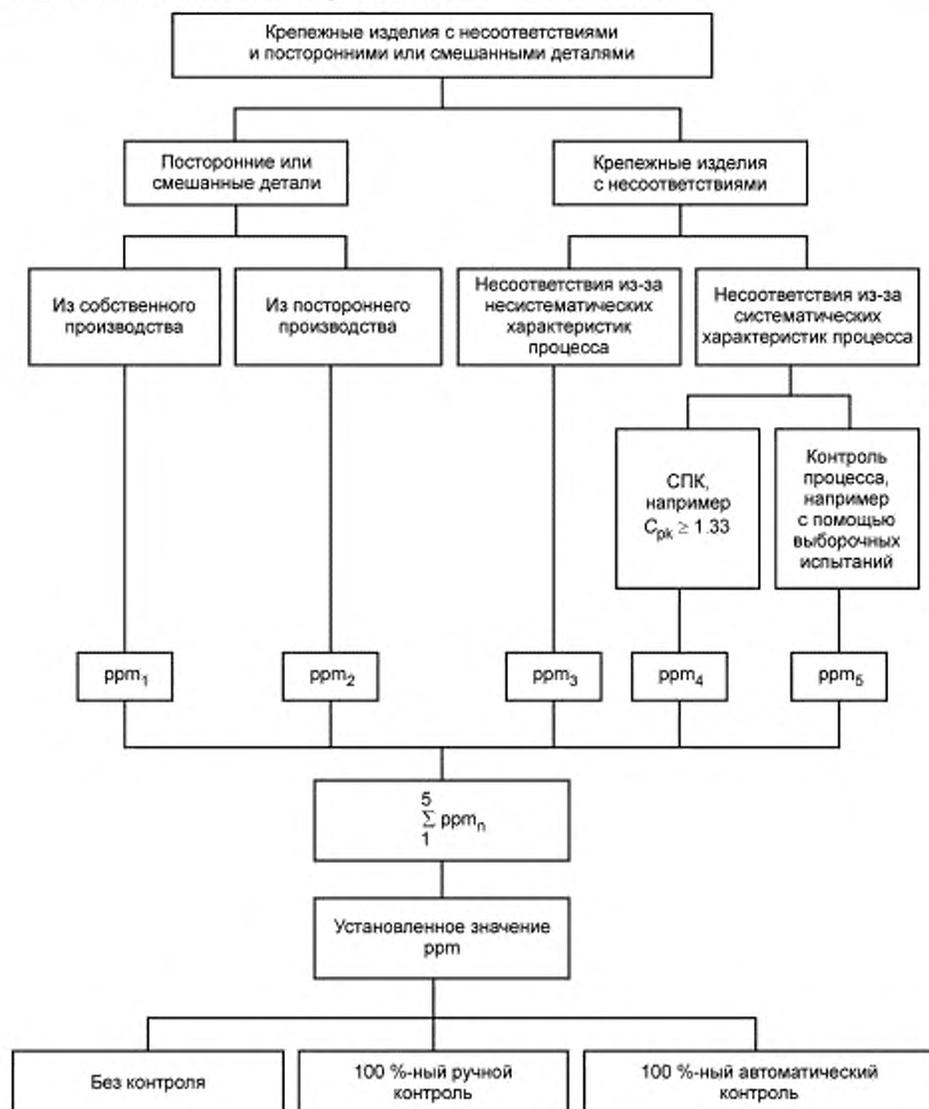 Крепежные изделия с несоответствиями
и посторонними или смешанными деталями
Посторонние или
смешанные детали
Крепежные изделия
с несоответствиями
Из собственного
производства
Из постороннего
производства
Несоответствия из-за
несистематических
характеристик
процесса
Несоответствия из-за
систематических
характеристик процесса
СПК,
например
Cpk ≥ 1.33
Контроль
процесса,
например
с помощью
выборочных
испытаний
ppm1
ppm2
ppm3
ppm4
ppm5
5
Σ ppmn
1
Установленное значение
ppm
Без контроля
100 %-ный ручной
контроль
100 %-ный автоматический
контроль